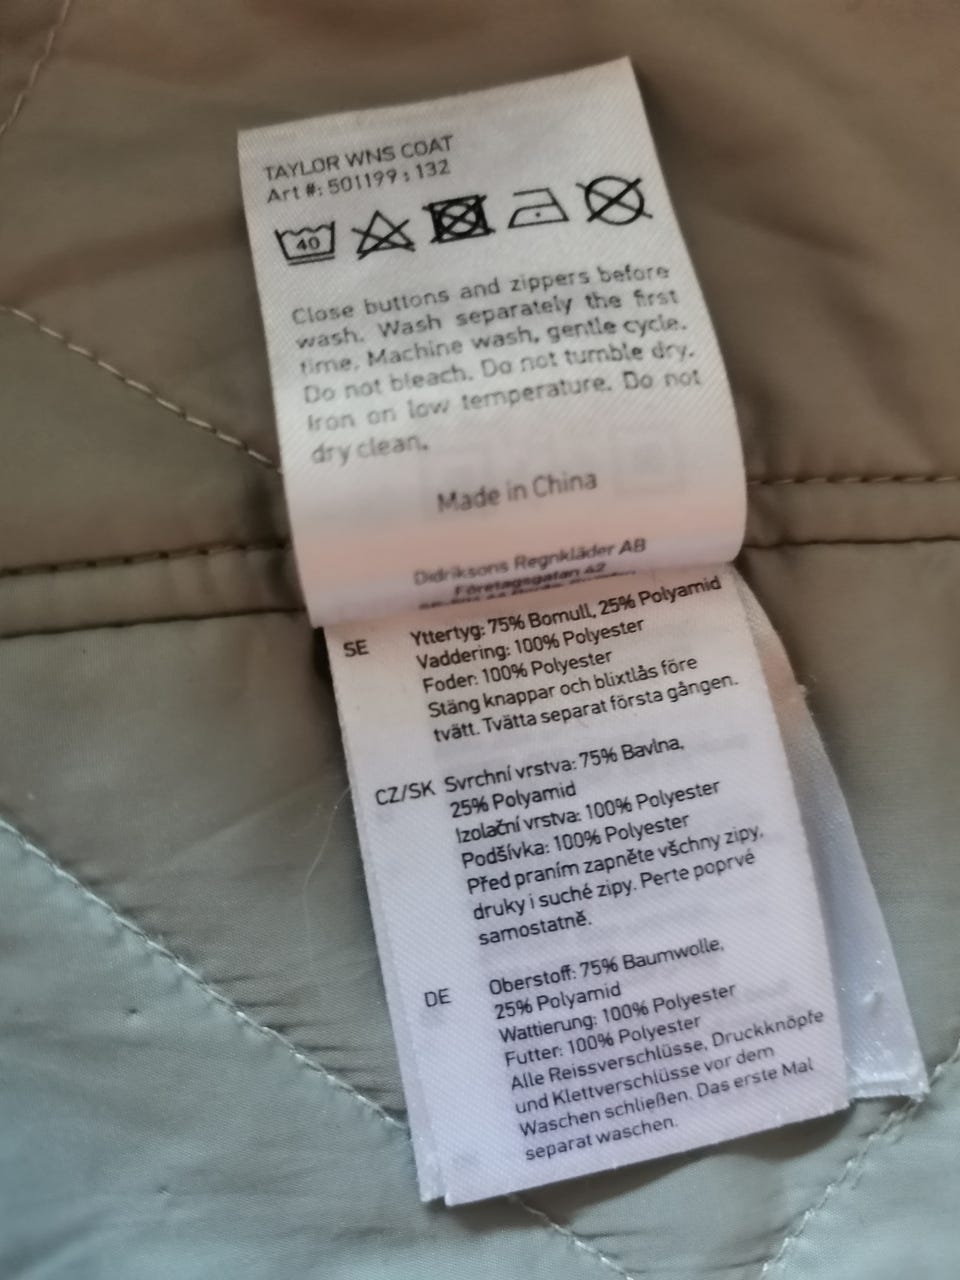 TAYLOR WNS COAT
Art #: 501199 : 132
40
Close buttons and zippers before
wash. Wash separately the first
time. Machine wash, gentle cycle.
Do not bleach. Do not tumble dry.
Iron on low temperature. Do not
dry clean.
Made in China
Didriksons Regnkläder AB
Företagsgatan 42
SE Yttertyg: 75% Bomull, 25% Polyamid
Vaddering: 100% Polyester
Foder: 100% Polyester
Stäng knappar och blixtlås före
tvätt. Tvätta separat första gången.
CZ/SK Svrchní vrstva: 75% Bavlna,
25% Polyamid
Izolační vrstva: 100% Polyester
Podšívka: 100% Polyester
Před praním zapněte všchny zipy,
druky i suché zipy. Perte poprvé
samostatně.
DE Oberstoff: 75% Baumwolle,
25% Polyamid
Wattierung: 100% Polyester
Futter: 100% Polyester
Alle Reissverschlüsse, Druckknöpfe
und Klettverschlüsse vor dem
Waschen schließen. Das erste Mal
separat waschen.